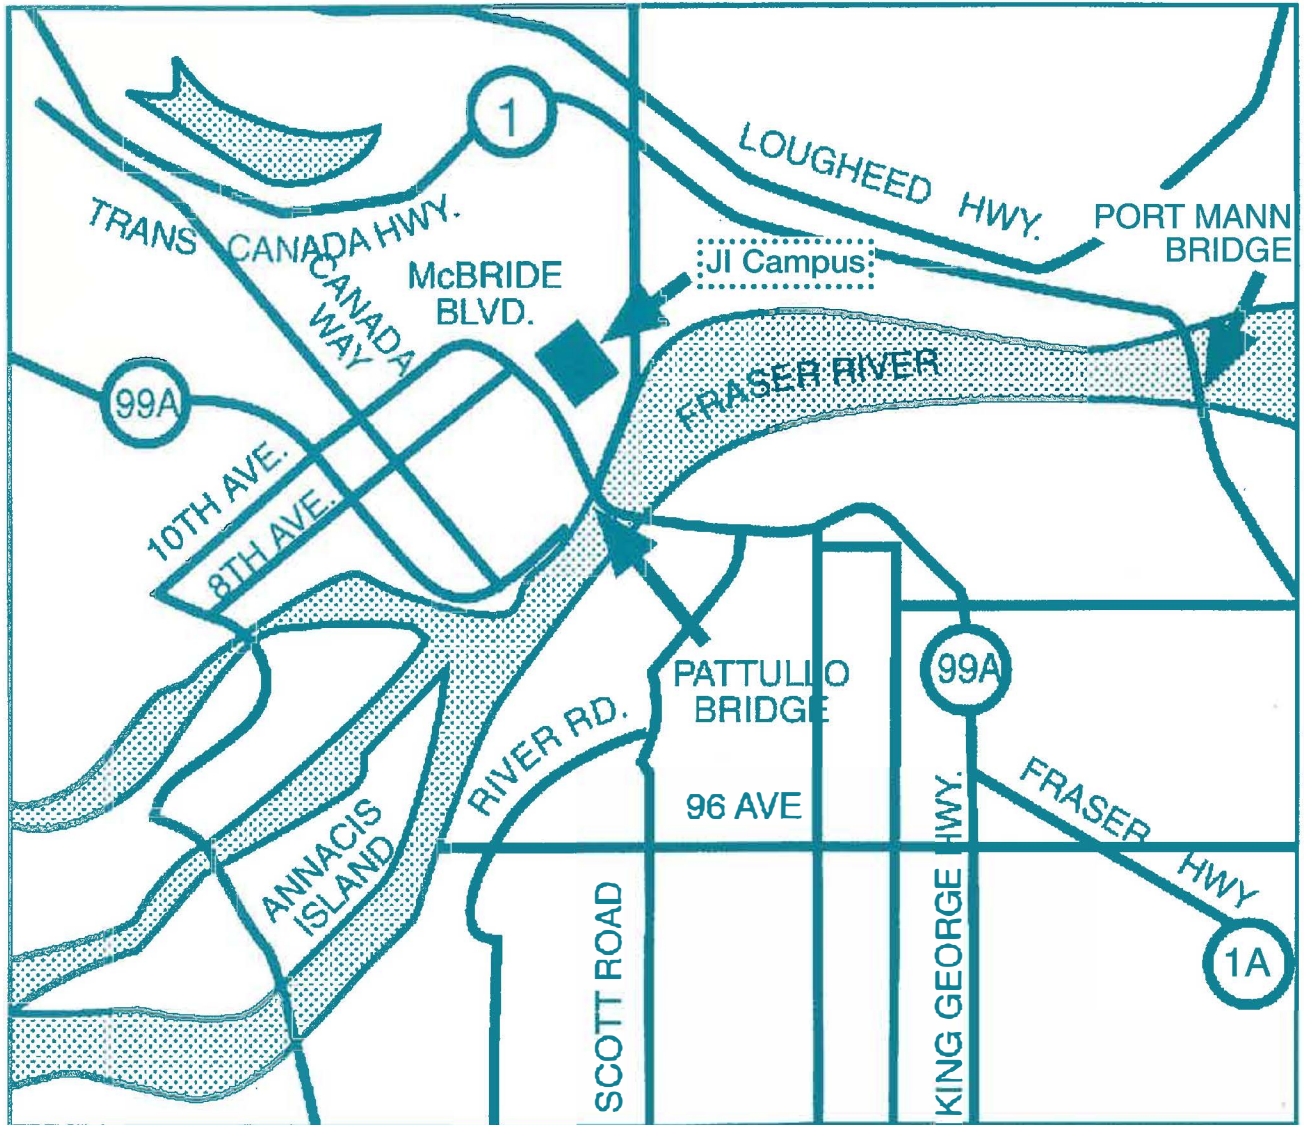 1
LOUGHEED HWY.
TRANS CANADA HWY.
PORT MANN
BRIDGE
JI Campus
McBRIDE
BLVD.
CANADA
WAY
99A
FRASER RIVER
10TH AVE.
8TH AVE.
PATTULLO
BRIDGE
99A
RIVER RD.
96 AVE
FRASER HWY
ANNACIS
ISLAND
SCOTT ROAD
KING GEORGE HWY.
1A